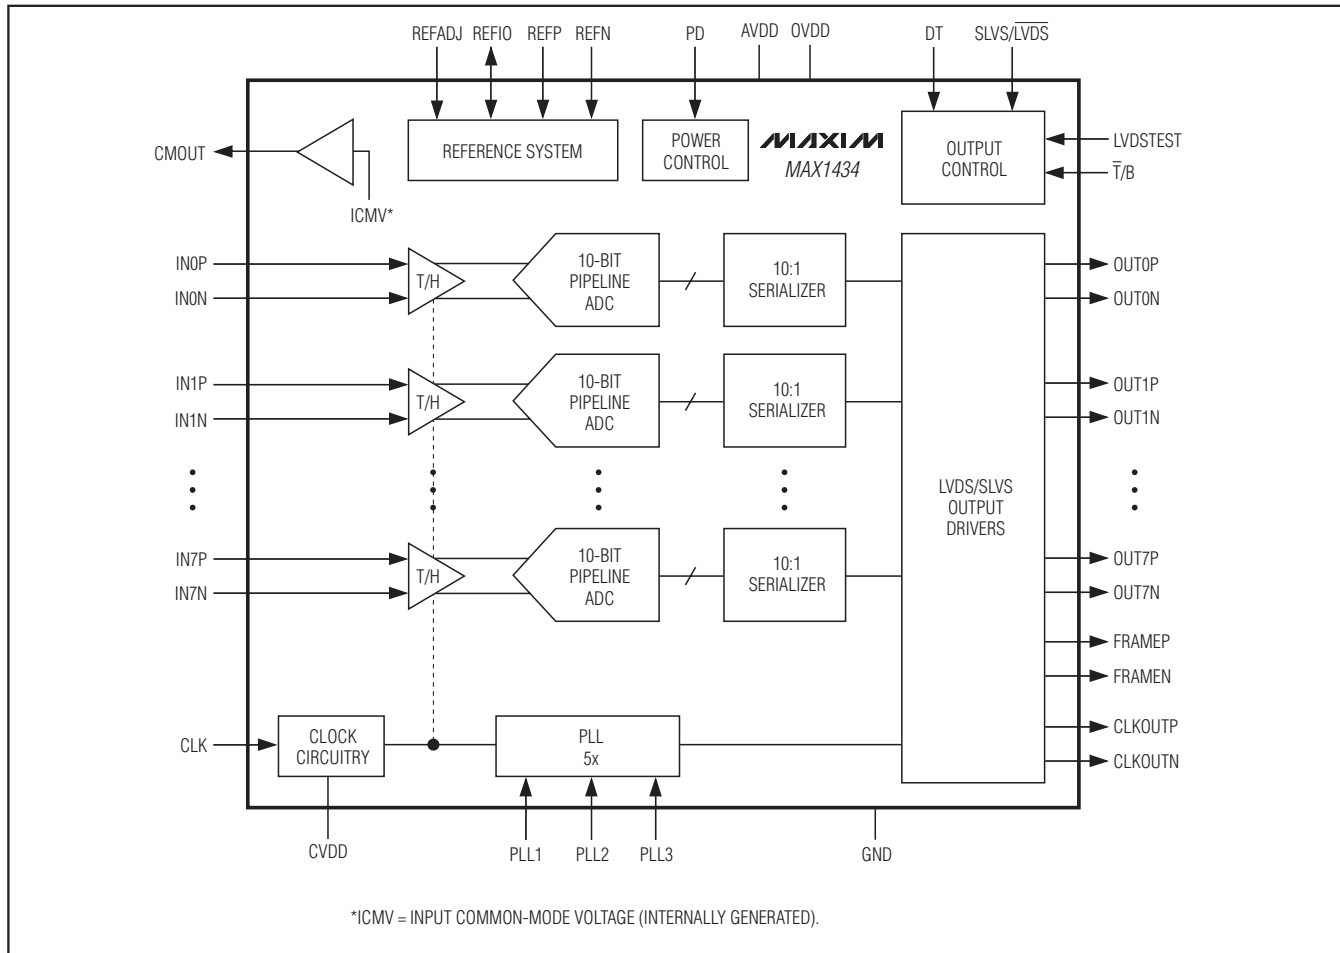 REFADJ REFIO REFP REFN PD AVDD OVDD DT SLVS/L̅V̅D̅S̅
CMOUT
REFERENCE SYSTEM
POWER
CONTROL
MAXIM
MAX1434
OUTPUT
CONTROL
LVDSTEST
T̅/B
ICMV*
IN0P
IN0N
T/H
10-BIT
PIPELINE
ADC
10:1
SERIALIZER
OUT0P
OUT0N
IN1P
IN1N
T/H
10-BIT
PIPELINE
ADC
10:1
SERIALIZER
OUT1P
OUT1N
LVDS/SLVS
OUTPUT
DRIVERS
IN7P
IN7N
T/H
10-BIT
PIPELINE
ADC
10:1
SERIALIZER
OUT7P
OUT7N
FRAMEP
FRAMEN
CLK
CLOCK
CIRCUITRY
PLL
5x
CLKOUTP
CLKOUTN
CVDD PLL1 PLL2 PLL3 GND
*ICMV = INPUT COMMON-MODE VOLTAGE (INTERNALLY GENERATED).